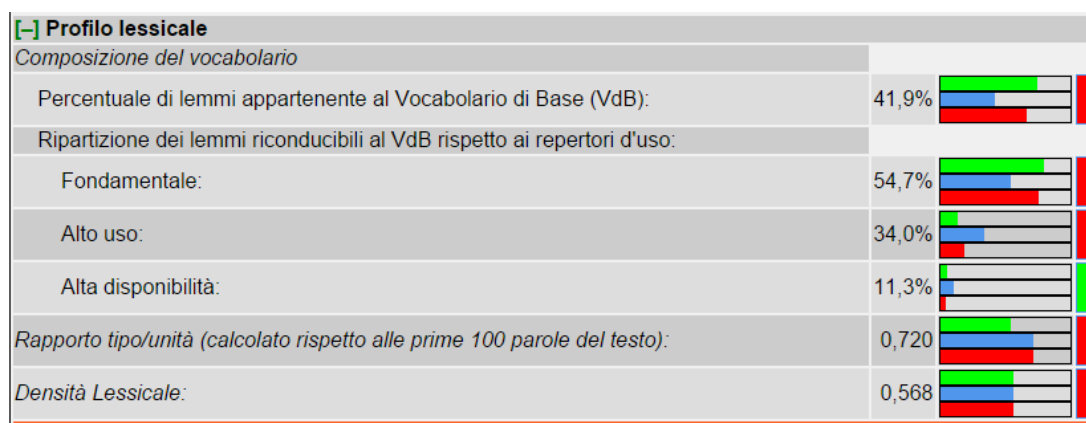 [–] Profilo lessicale
Composizione del vocabolario
Percentuale di lemmi appartenente al Vocabolario di Base (VdB): 41,9%
Ripartizione dei lemmi riconducibili al VdB rispetto ai repertori d'uso:
Fondamentale: 54,7%
Alto uso: 34,0%
Alta disponibilità: 11,3%
Rapporto tipo/unità (calcolato rispetto alle prime 100 parole del testo): 0,720
Densità Lessicale: 0,568